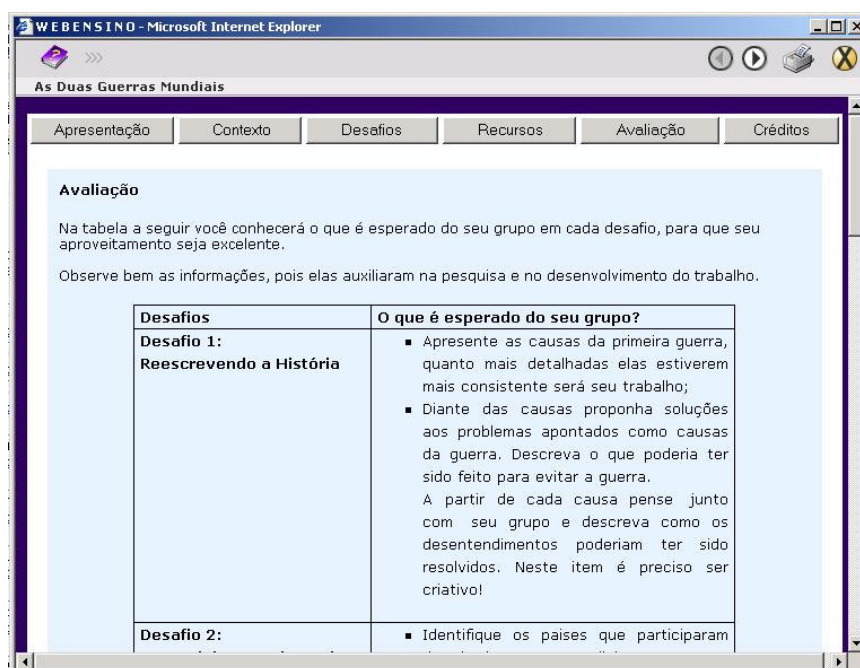 WEBENSINO - Microsoft Internet Explorer
As Duas Guerras Mundiais
Apresentação Contexto Desafios Recursos Avaliação Créditos
Avaliação
Na tabela a seguir você conhecerá o que é esperado do seu grupo em cada desafio, para que seu
aproveitamento seja excelente.
Observe bem as informações, pois elas auxiliaram na pesquisa e no desenvolvimento do trabalho.
Desafios
O que é esperado do seu grupo?
Desafio 1:
Reescrevendo a História
▪ Apresente as causas da primeira guerra,
quanto mais detalhadas elas estiverem
mais consistente será seu trabalho;
▪ Diante das causas proponha soluções
aos problemas apontados como causas
da guerra. Descreva o que poderia ter
sido feito para evitar a guerra.
A partir de cada causa pense junto
com seu grupo e descreva como os
desentendimentos poderiam ter sido
resolvidos. Neste item é preciso ser
criativo!
Desafio 2:
▪ Identifique os paises que participaram